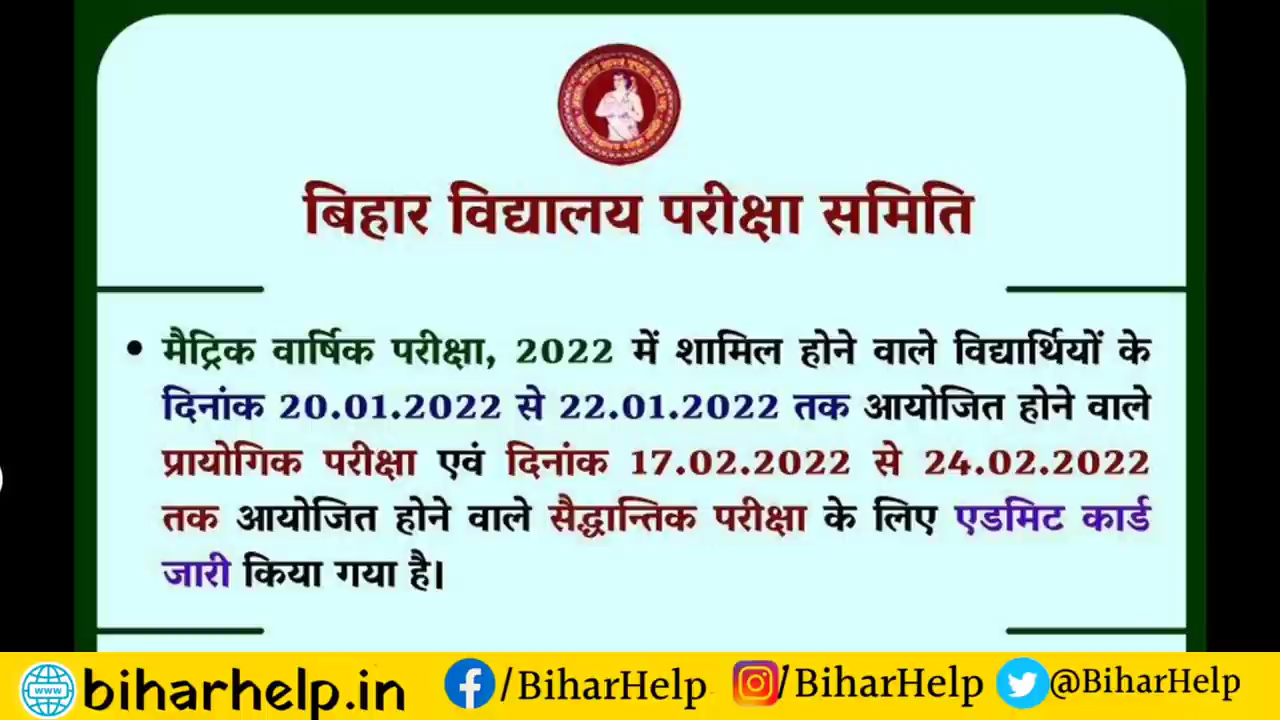 बिहार विद्यालय परीक्षा समिति
• मैट्रिक वार्षिक परीक्षा, 2022 में शामिल होने वाले विद्यार्थियों के
दिनांक 20.01.2022 से 22.01.2022 तक आयोजित होने वाले
प्रायोगिक परीक्षा एवं दिनांक 17.02.2022 से 24.02.2022
तक आयोजित होने वाले सैद्धान्तिक परीक्षा के लिए एडमिट कार्ड
जारी किया गया है।
www biharhelp.in /BiharHelp /BiharHelp @BiharHelp